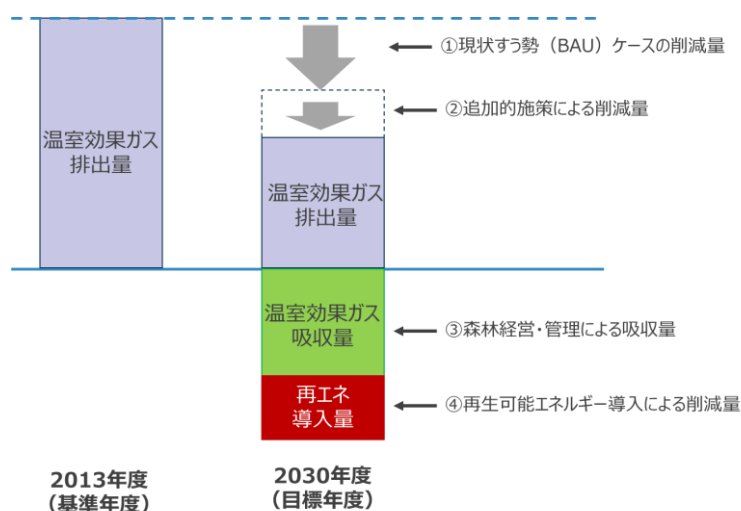 ①現状すう勢（BAU）ケースの削減量
②追加的施策による削減量
温室効果ガス
排出量
温室効果ガス
排出量
温室効果ガス
吸収量
③森林経営・管理による吸収量
再エネ
導入量
④再生可能エネルギー導入による削減量
2013年度
（基準年度）
2030年度
（目標年度）